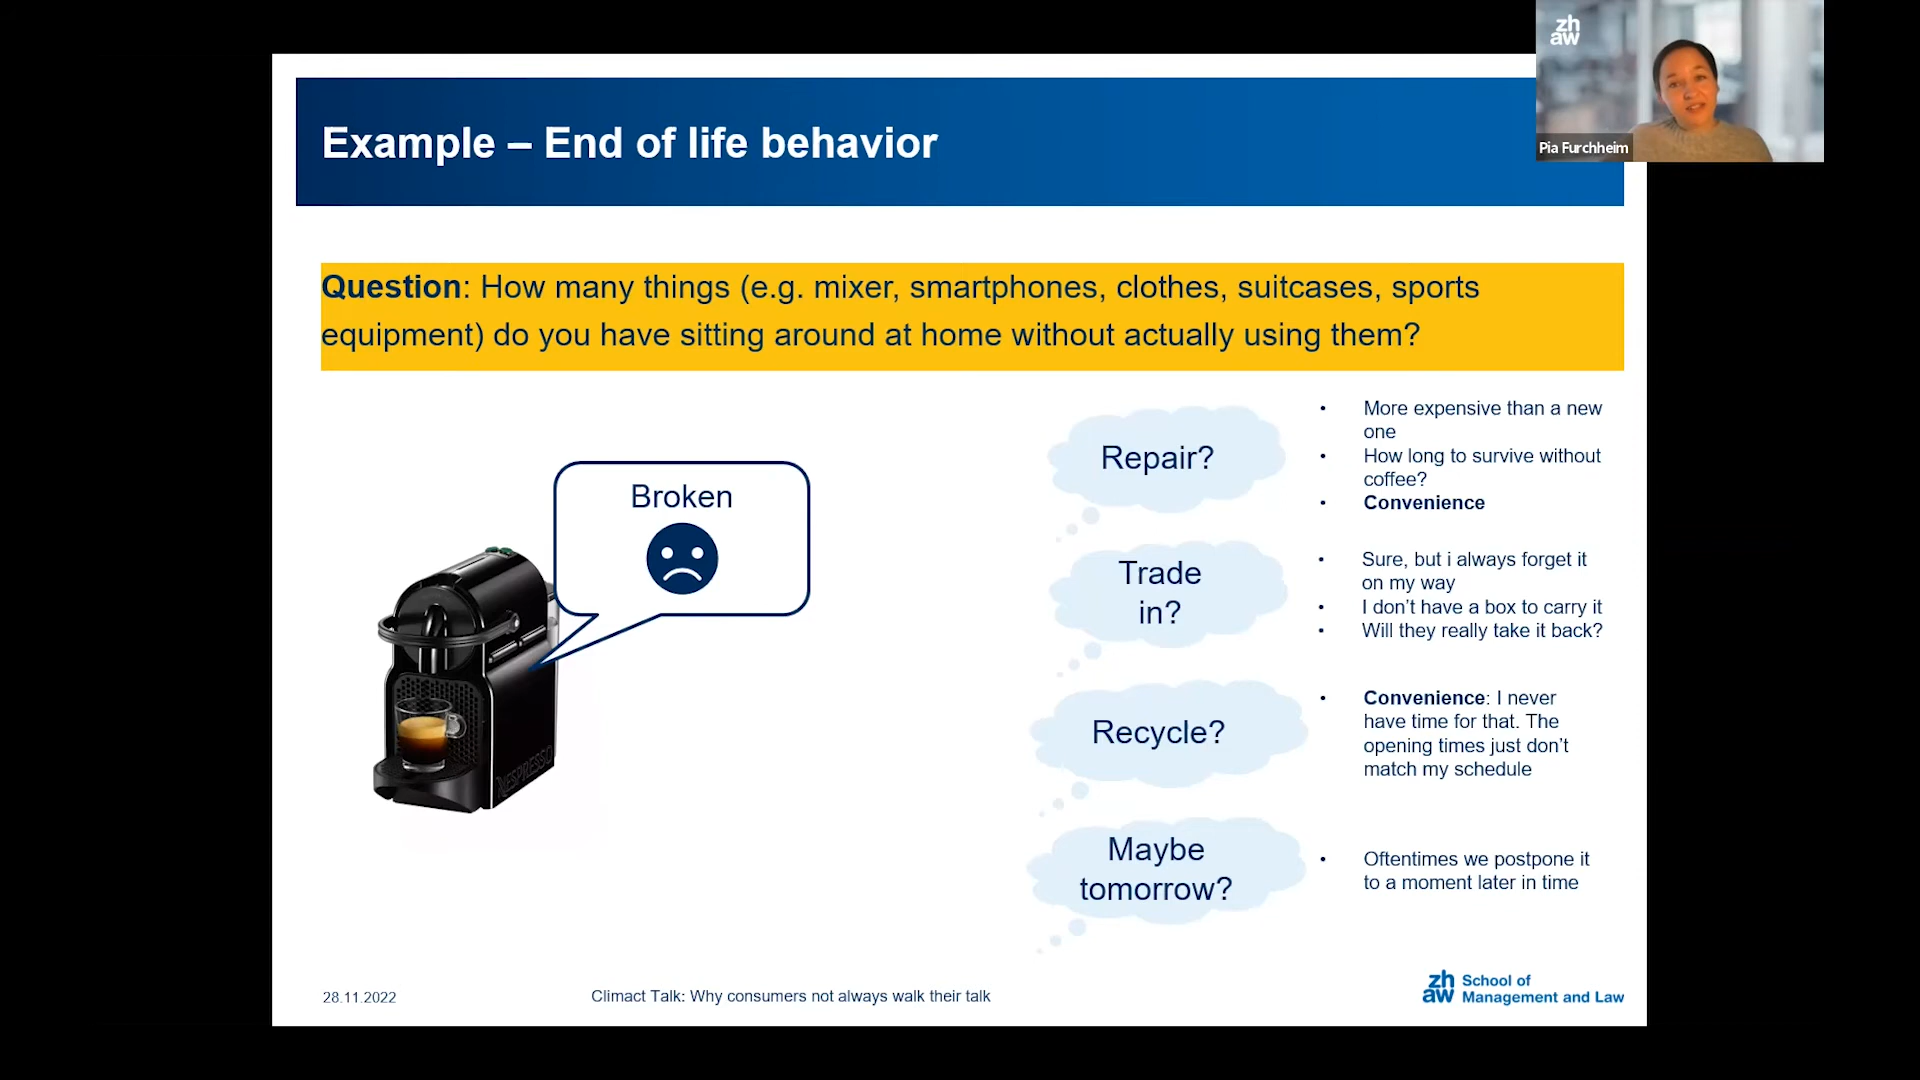 zh
aw
Pia Furchheim
Example – End of life behavior
Question: How many things (e.g. mixer, smartphones, clothes, suitcases, sports
equipment) do you have sitting around at home without actually using them?
Broken
NESPRESSO
Repair?
• More expensive than a new
one
• How long to survive without
coffee?
• Convenience
Trade
in?
• Sure, but i always forget it
on my way
• I don’t have a box to carry it
• Will they really take it back?
Recycle?
• Convenience: I never
have time for that. The
opening times just don’t
match my schedule
Maybe
tomorrow?
• Oftentimes we postpone it
to a moment later in time
28.11.2022
Climact Talk: Why consumers not always walk their talk
zh School of
aw Management and Law